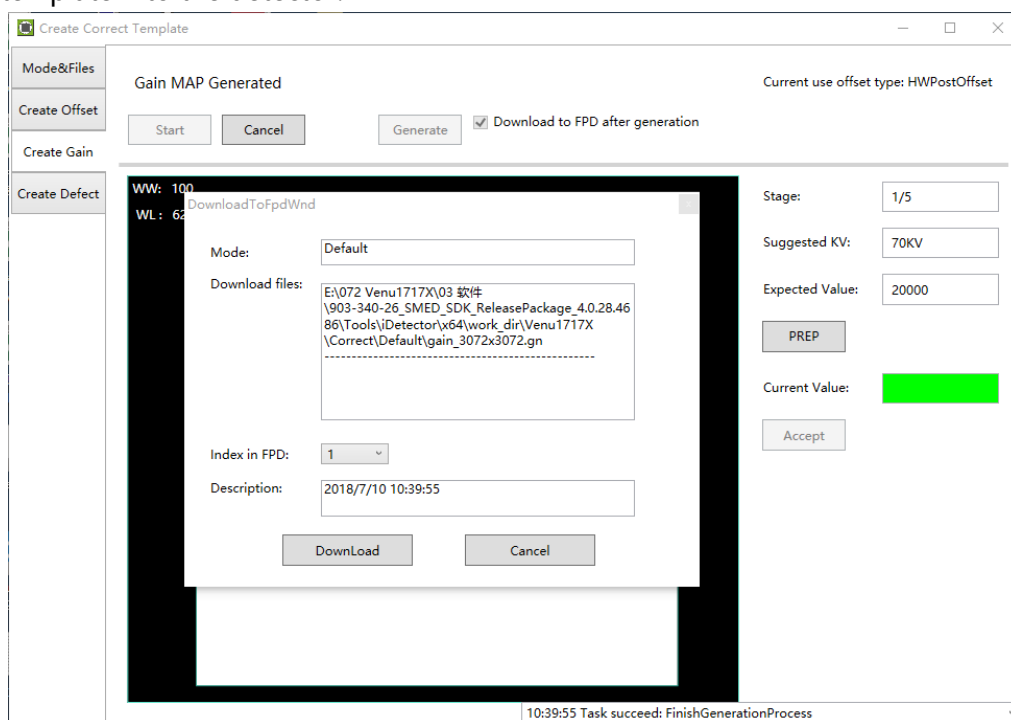 Create Correct Template
Mode&Files
Create Offset
Create Gain
Create Defect
Gain MAP Generated
Current use offset type: HWPostOffset
Start
Cancel
Generate
Download to FPD after generation
WW: 100
WL: 62
DownloadToFpdWnd
Mode:
Default
Download files:
E:\072 Venu1717X\03 软件
\903-340-26_SMED_SDK_ReleasePackage_4.0.28.46
86\Tools\iDetector\x64\work_dir\Venu1717X
\Correct\Default\gain_3072x3072.gn
--------------------------------------------------
Index in FPD:
1
Description:
2018/7/10 10:39:55
DownLoad
Cancel
Stage:
1/5
Suggested KV:
70KV
Expected Value:
20000
PREP
Current Value:
Accept
10:39:55 Task succeed: FinishGenerationProcess